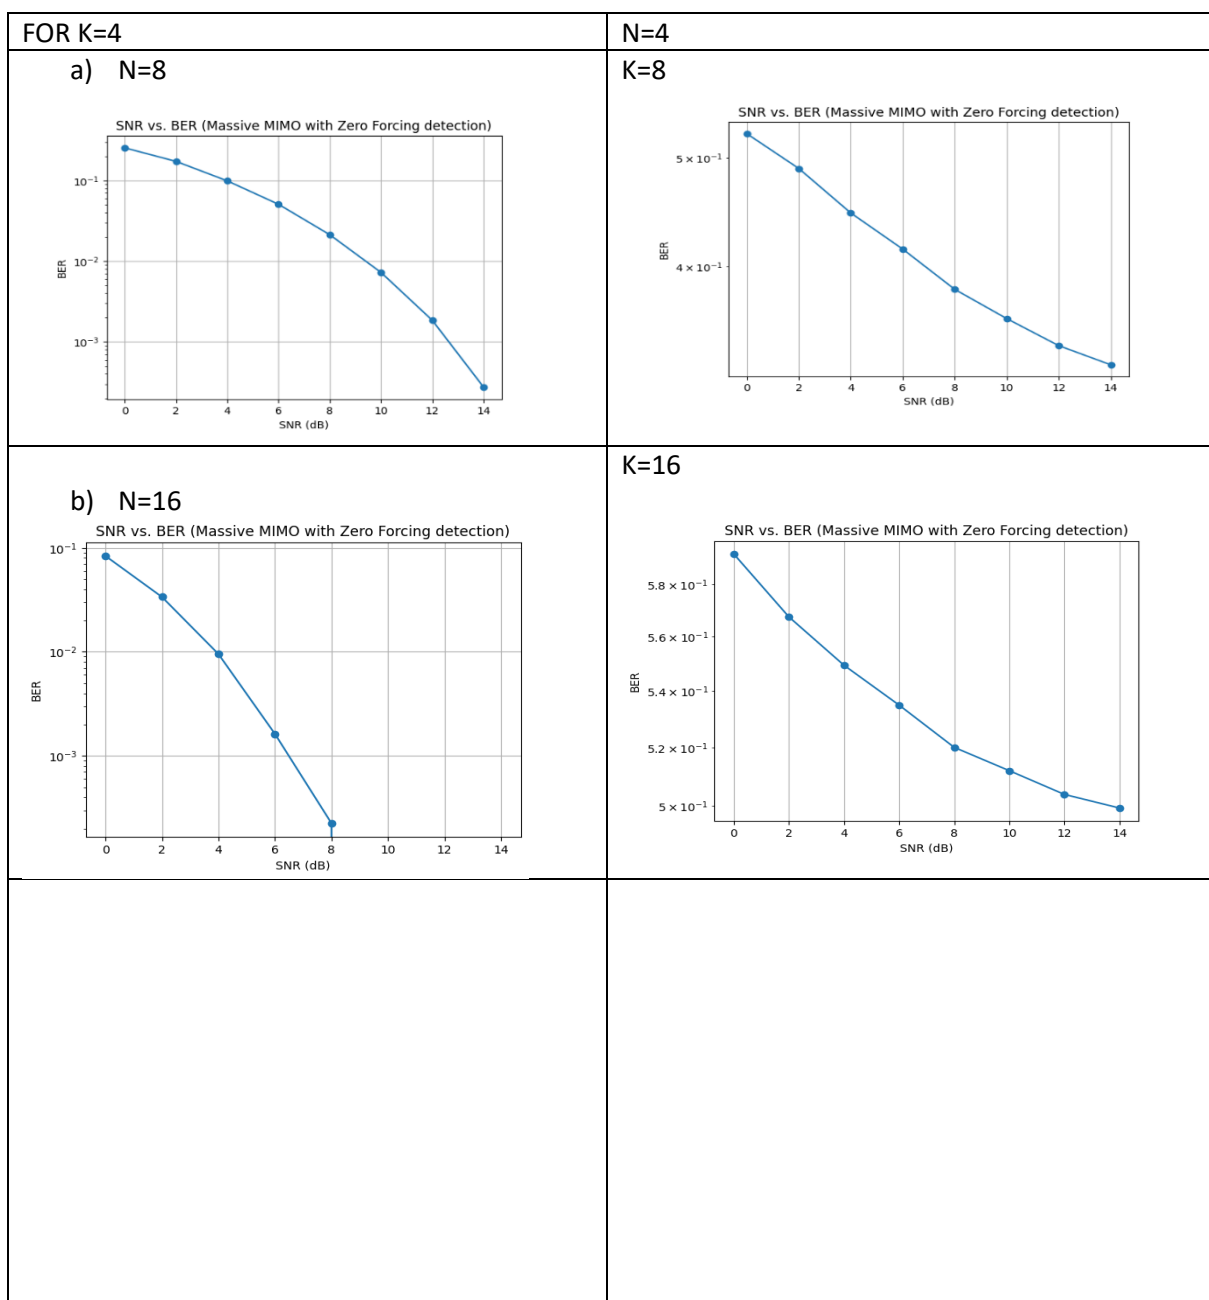 FOR K=4
N=4
a) N=8
SNR vs. BER (Massive MIMO with Zero Forcing detection)
10⁻¹
10⁻²
10⁻³
BER
0 2 4 6 8 10 12 14
SNR (dB)
K=8
SNR vs. BER (Massive MIMO with Zero Forcing detection)
5 × 10⁻¹
4 × 10⁻¹
BER
0 2 4 6 8 10 12 14
SNR (dB)
b) N=16
SNR vs. BER (Massive MIMO with Zero Forcing detection)
10⁻¹
10⁻²
10⁻³
BER
0 2 4 6 8 10 12 14
SNR (dB)
K=16
SNR vs. BER (Massive MIMO with Zero Forcing detection)
5.8 × 10⁻¹
5.6 × 10⁻¹
5.4 × 10⁻¹
5.2 × 10⁻¹
5 × 10⁻¹
BER
0 2 4 6 8 10 12 14
SNR (dB)